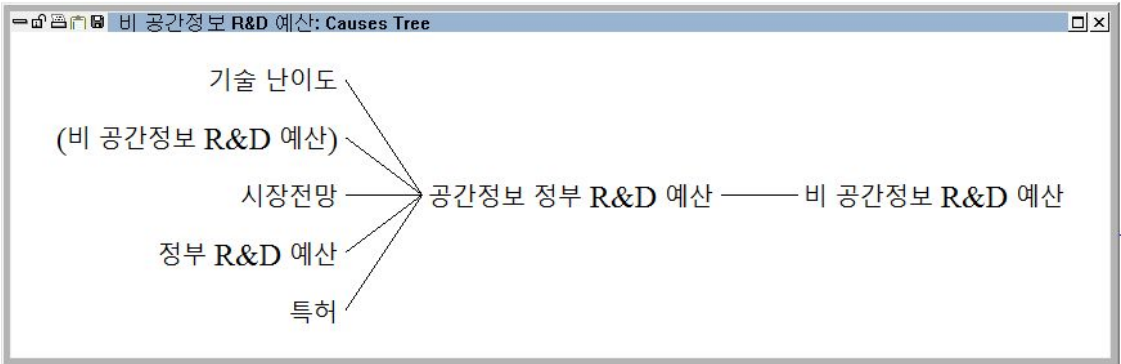 비 공간정보 R&D 예산: Causes Tree
기술 난이도
(비 공간정보 R&D 예산)
시장전망
공간정보 정부 R&D 예산
비 공간정보 R&D 예산
정부 R&D 예산
특허